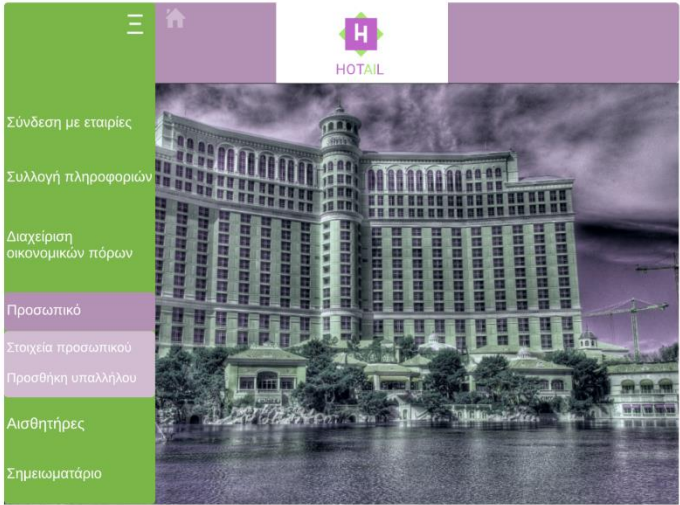 H
HOTAIL
Σύνδεση με εταιρίες
Συλλογή πληροφοριών
Διαχείριση
οικονομικών πόρων
Προσωπικό
Στοιχεία προσωπικού
Προσθήκη υπαλλήλου
Αισθητήρες
Σημειωματάριο